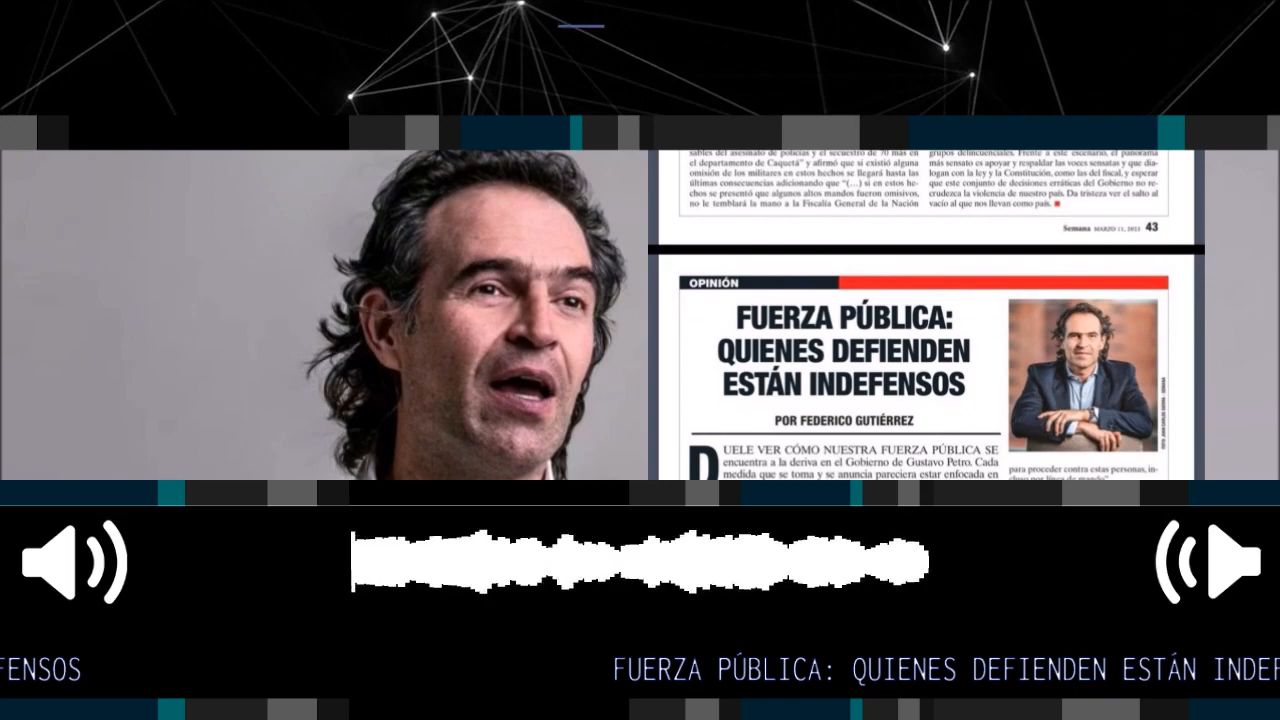 sables del asesinato de policías y el secuestro de 70 más en
el departamento de Caquetá" y afirmó que si existió alguna
omisión de los militares en estos hechos se llegará hasta las
últimas consecuencias adicionando que "(...) si en estos he-
chos se presentó que algunos altos mandos fueron omisivos,
no le temblará la mano a la Fiscalía General de la Nación
grupos delincuenciales. Frente a este escenario, el panorama
más sensato es apoyar y respaldar las voces sensatas y que dia-
logan con la ley y la Constitución, como las del fiscal, y esperar
que este conjunto de decisiones erráticas del Gobierno no re-
crudezca la violencia de nuestro país. Da tristeza ver el salto al
vacío al que nos llevan como país.
Semana MARZO 11, 2023 43
OPINIÓN
FUERZA PÚBLICA:
QUIENES DEFIENDEN
ESTÁN INDEFENSOS
POR FEDERICO GUTIÉRREZ
DUELE VER CÓMO NUESTRA FUERZA PÚBLICA SE
encuentra a la deriva en el Gobierno de Gustavo Petro. Cada
medida que se toma y se anuncia pareciera estar enfocada en
para proceder contra estas personas, in-
cluso por línea de mando".
FENSOS
FUERZA PÚBLICA: QUIENES DEFIENDEN ESTÁN INDEF